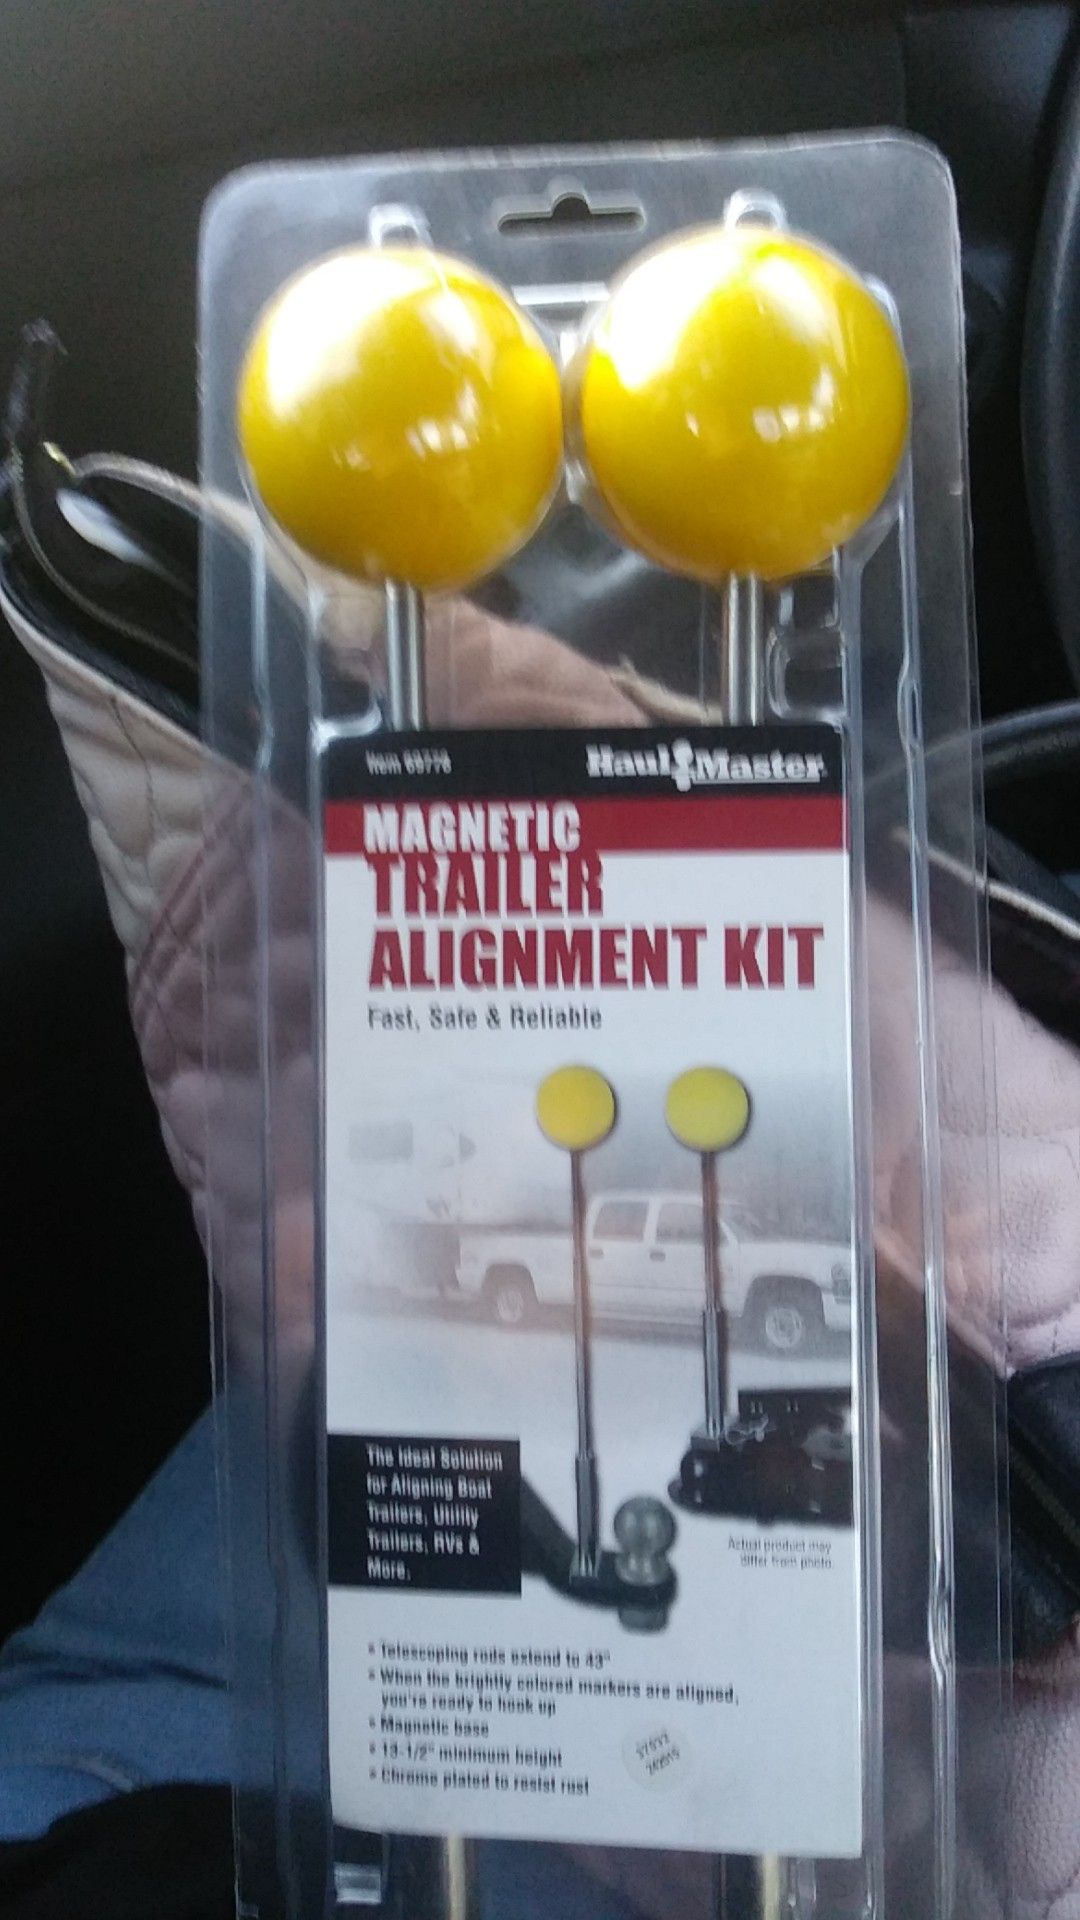 Item 69778
Haul Master
MAGNETIC
TRAILER
ALIGNMENT KIT
Fast, Safe & Reliable
The Ideal Solution
for Aligning Boat
Trailers, Utility
Trailers, RVs &
More.
Actual product may
differ from photo.
• Telescoping rods extend to 43"
• When the brightly colored markers are aligned,
you're ready to hook up
• Magnetic base
• 13-1/2" minimum height
• Chrome plated to resist rust